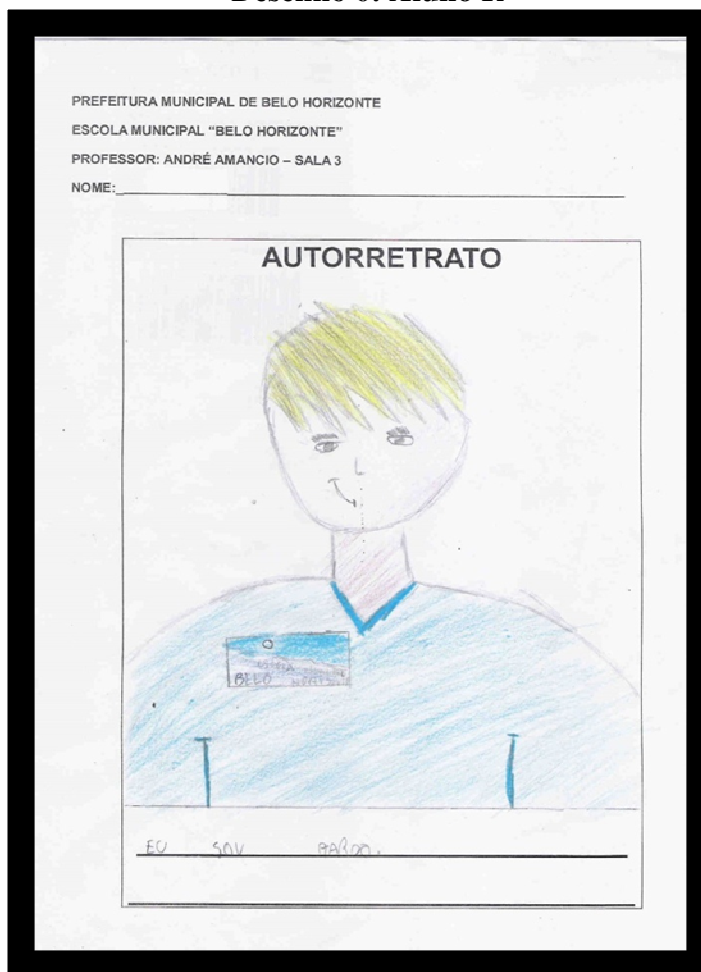 PREFEITURA MUNICIPAL DE BELO HORIZONTE
ESCOLA MUNICIPAL “BELO HORIZONTE”
PROFESSOR: ANDRÉ AMANCIO – SALA 3
NOME:
AUTORRETRATO
BELO
EU SOU PARDO.